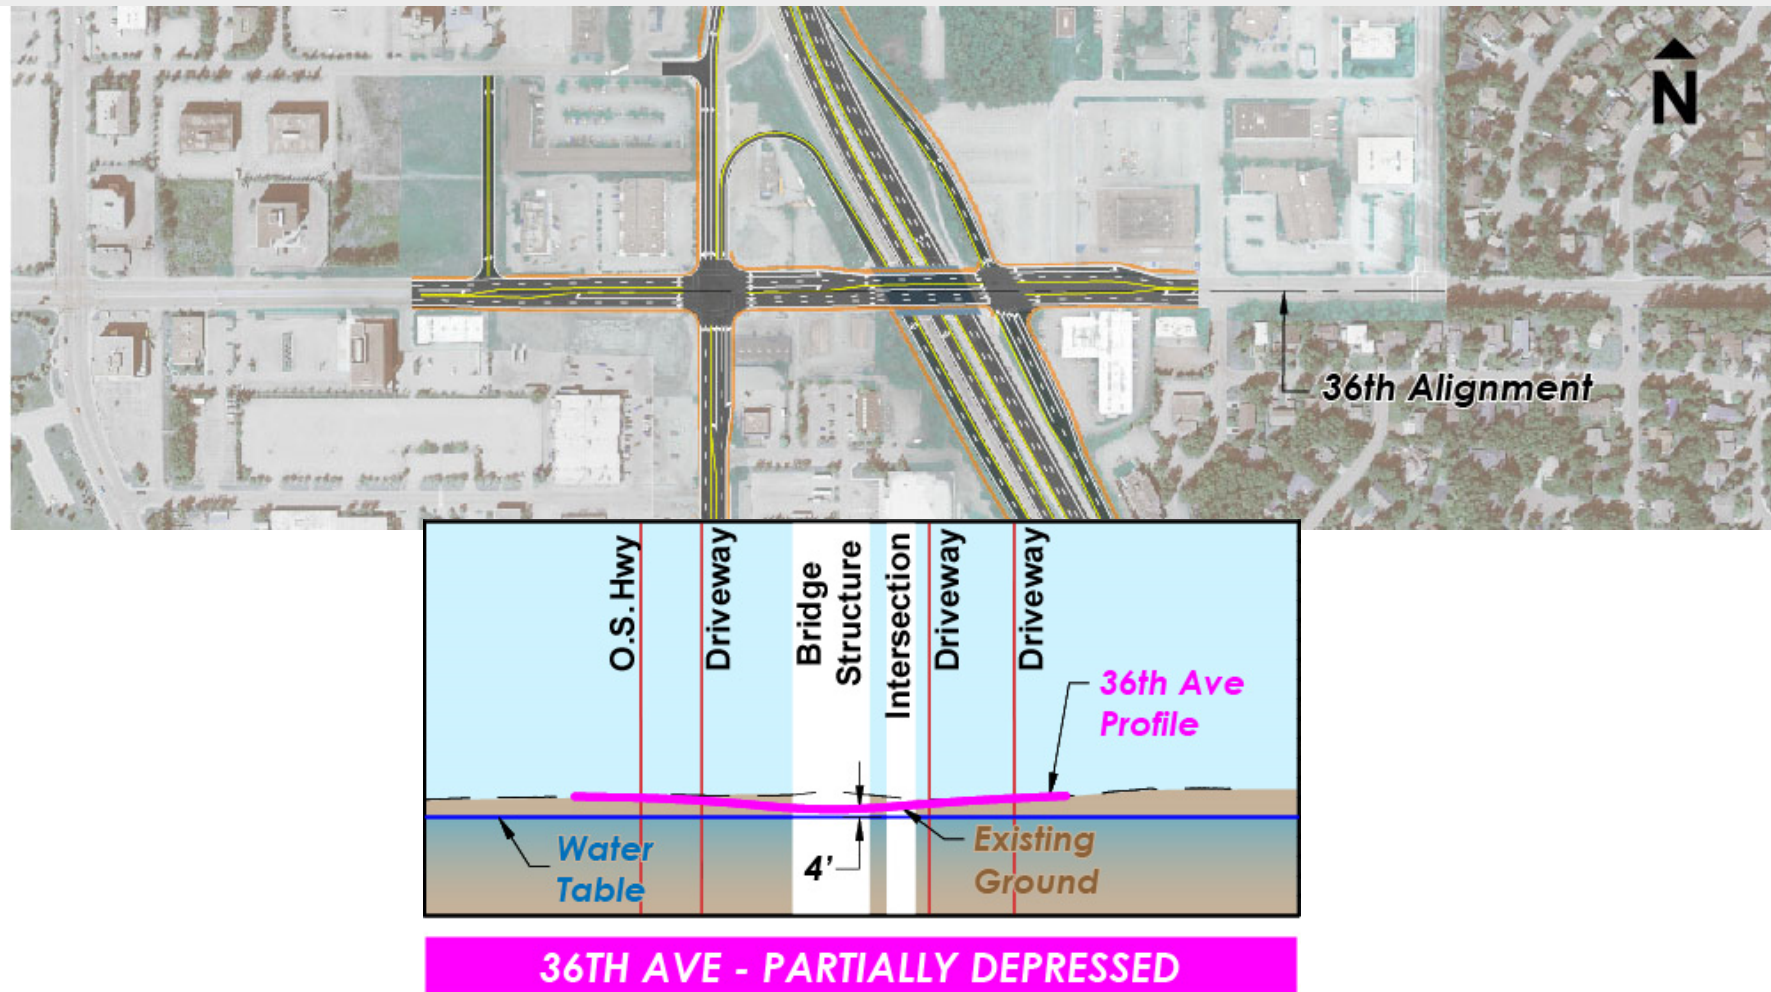 N
36th Alignment
O.S. Hwy
Driveway
Bridge
Structure
Intersection
Driveway
Driveway
36th Ave
Profile
Water
Table
4'
Existing
Ground
36TH AVE - PARTIALLY DEPRESSED